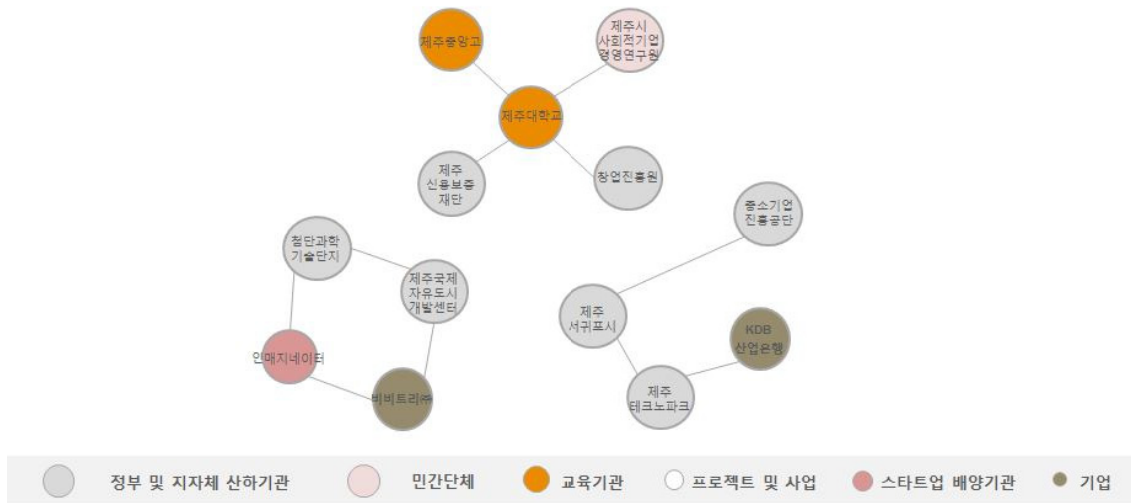 제주중앙고
제주시
사회적기업
경영연구원
제주대학교
제주
신용보증
재단
창업진흥원
중소기업
진흥공단
첨단과학
기술단지
제주국제
자유도시
개발센터
제주
서귀포시
KDB
산업은행
인매지네이터
비비트리㈜
제주
테크노파크
정부 및 지자체 산하기관
민간단체
교육기관
프로젝트 및 사업
스타트업 배양기관
기업